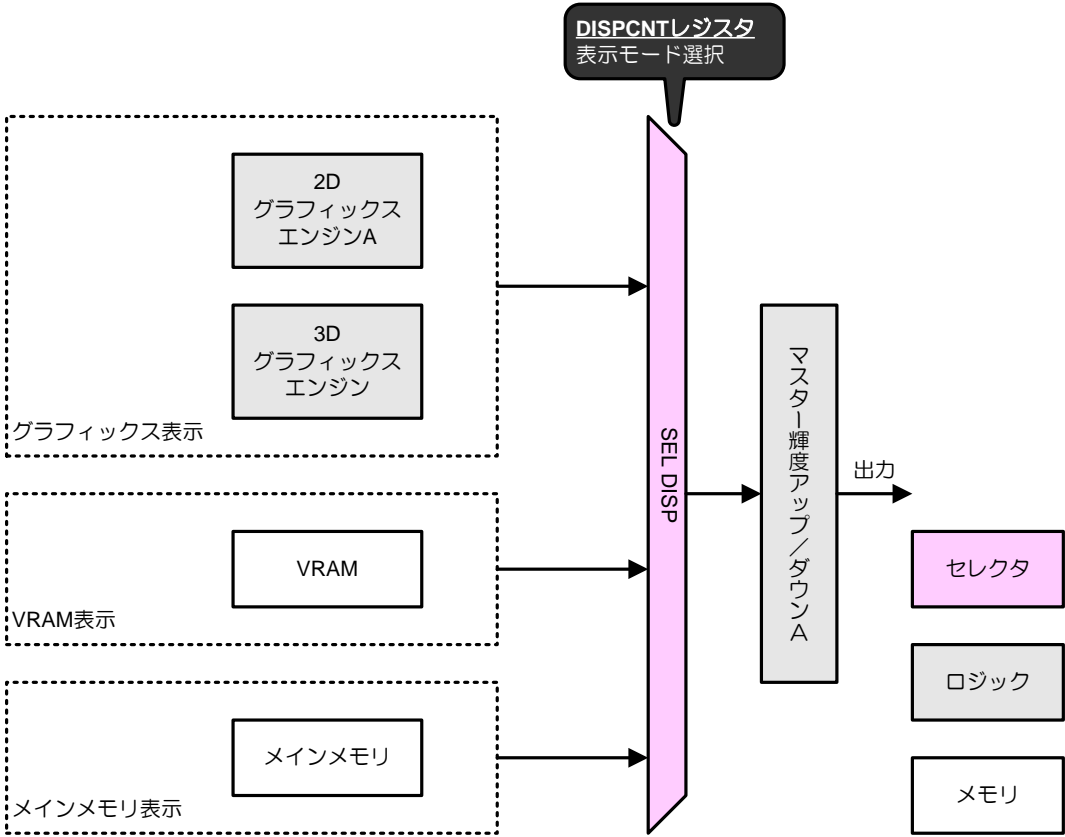 DISPCNTレジスタ
表示モード選択
2D
グラフィックス
エンジンA
3D
グラフィックス
エンジン
グラフィックス表示
VRAM
VRAM表示
メインメモリ
メインメモリ表示
SEL DISP
マスター輝度アップ/ダウンA
出力
セレクタ
ロジック
メモリ